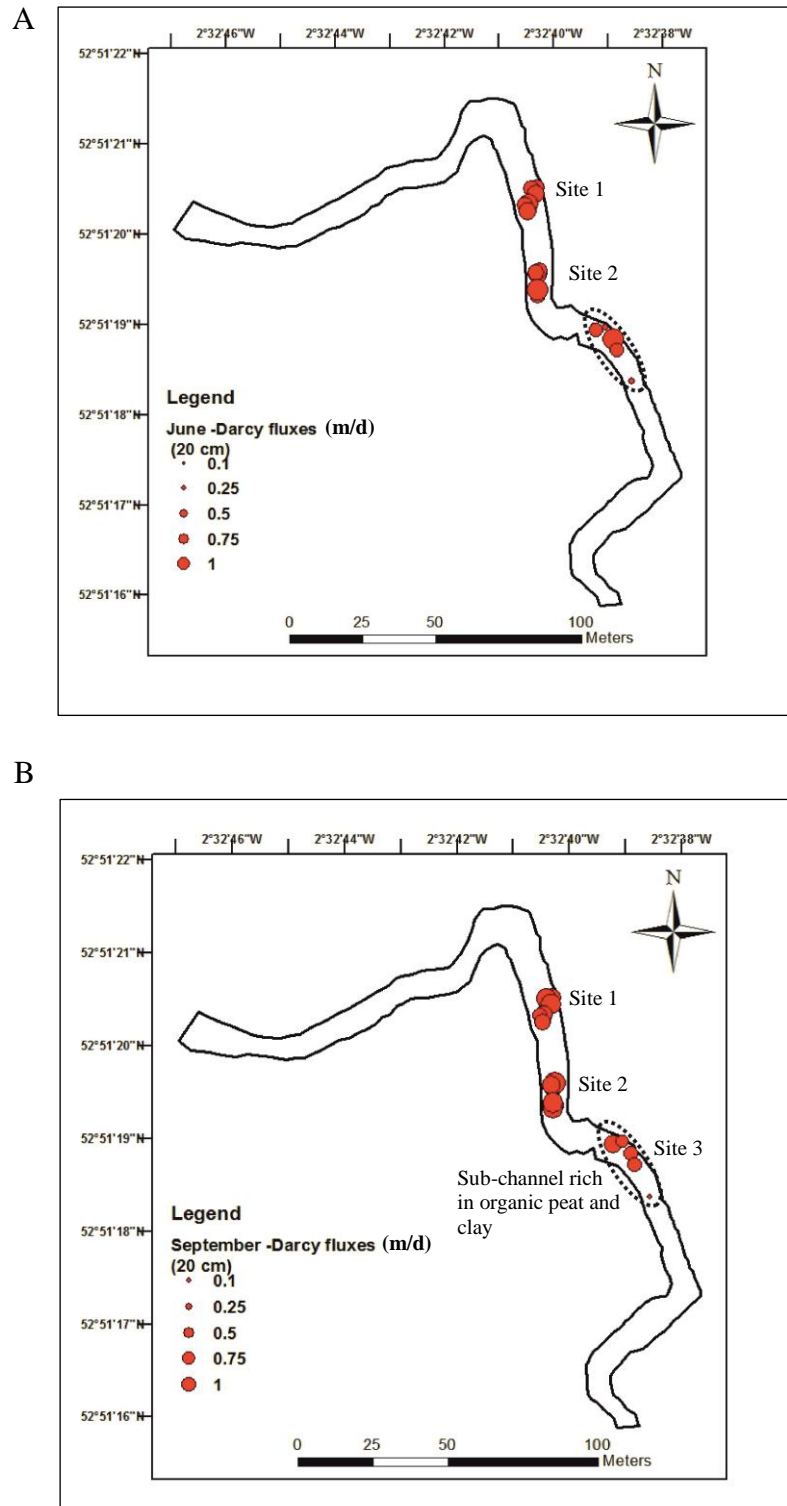 A
2°32'46"W 2°32'44"W 2°32'42"W 2°32'40"W 2°32'38"W
52°51'22"N
N
52°51'21"N
Site 1
52°51'20"N
Site 2
52°51'19"N
52°51'18"N
Legend
June -Darcy fluxes (m/d)
(20 cm)
0.1
0.25
0.5
0.75
1
52°51'17"N
52°51'16"N
0 25 50 100
Meters
B
2°32'46"W 2°32'44"W 2°32'42"W 2°32'40"W 2°32'38"W
52°51'22"N
N
52°51'21"N
Site 1
52°51'20"N
Site 2
52°51'19"N
Site 3
Sub-channel rich
in organic peat and
clay
52°51'18"N
Legend
September -Darcy fluxes (m/d)
(20 cm)
0.1
0.25
0.5
0.75
1
52°51'17"N
52°51'16"N
0 25 50 100
Meters